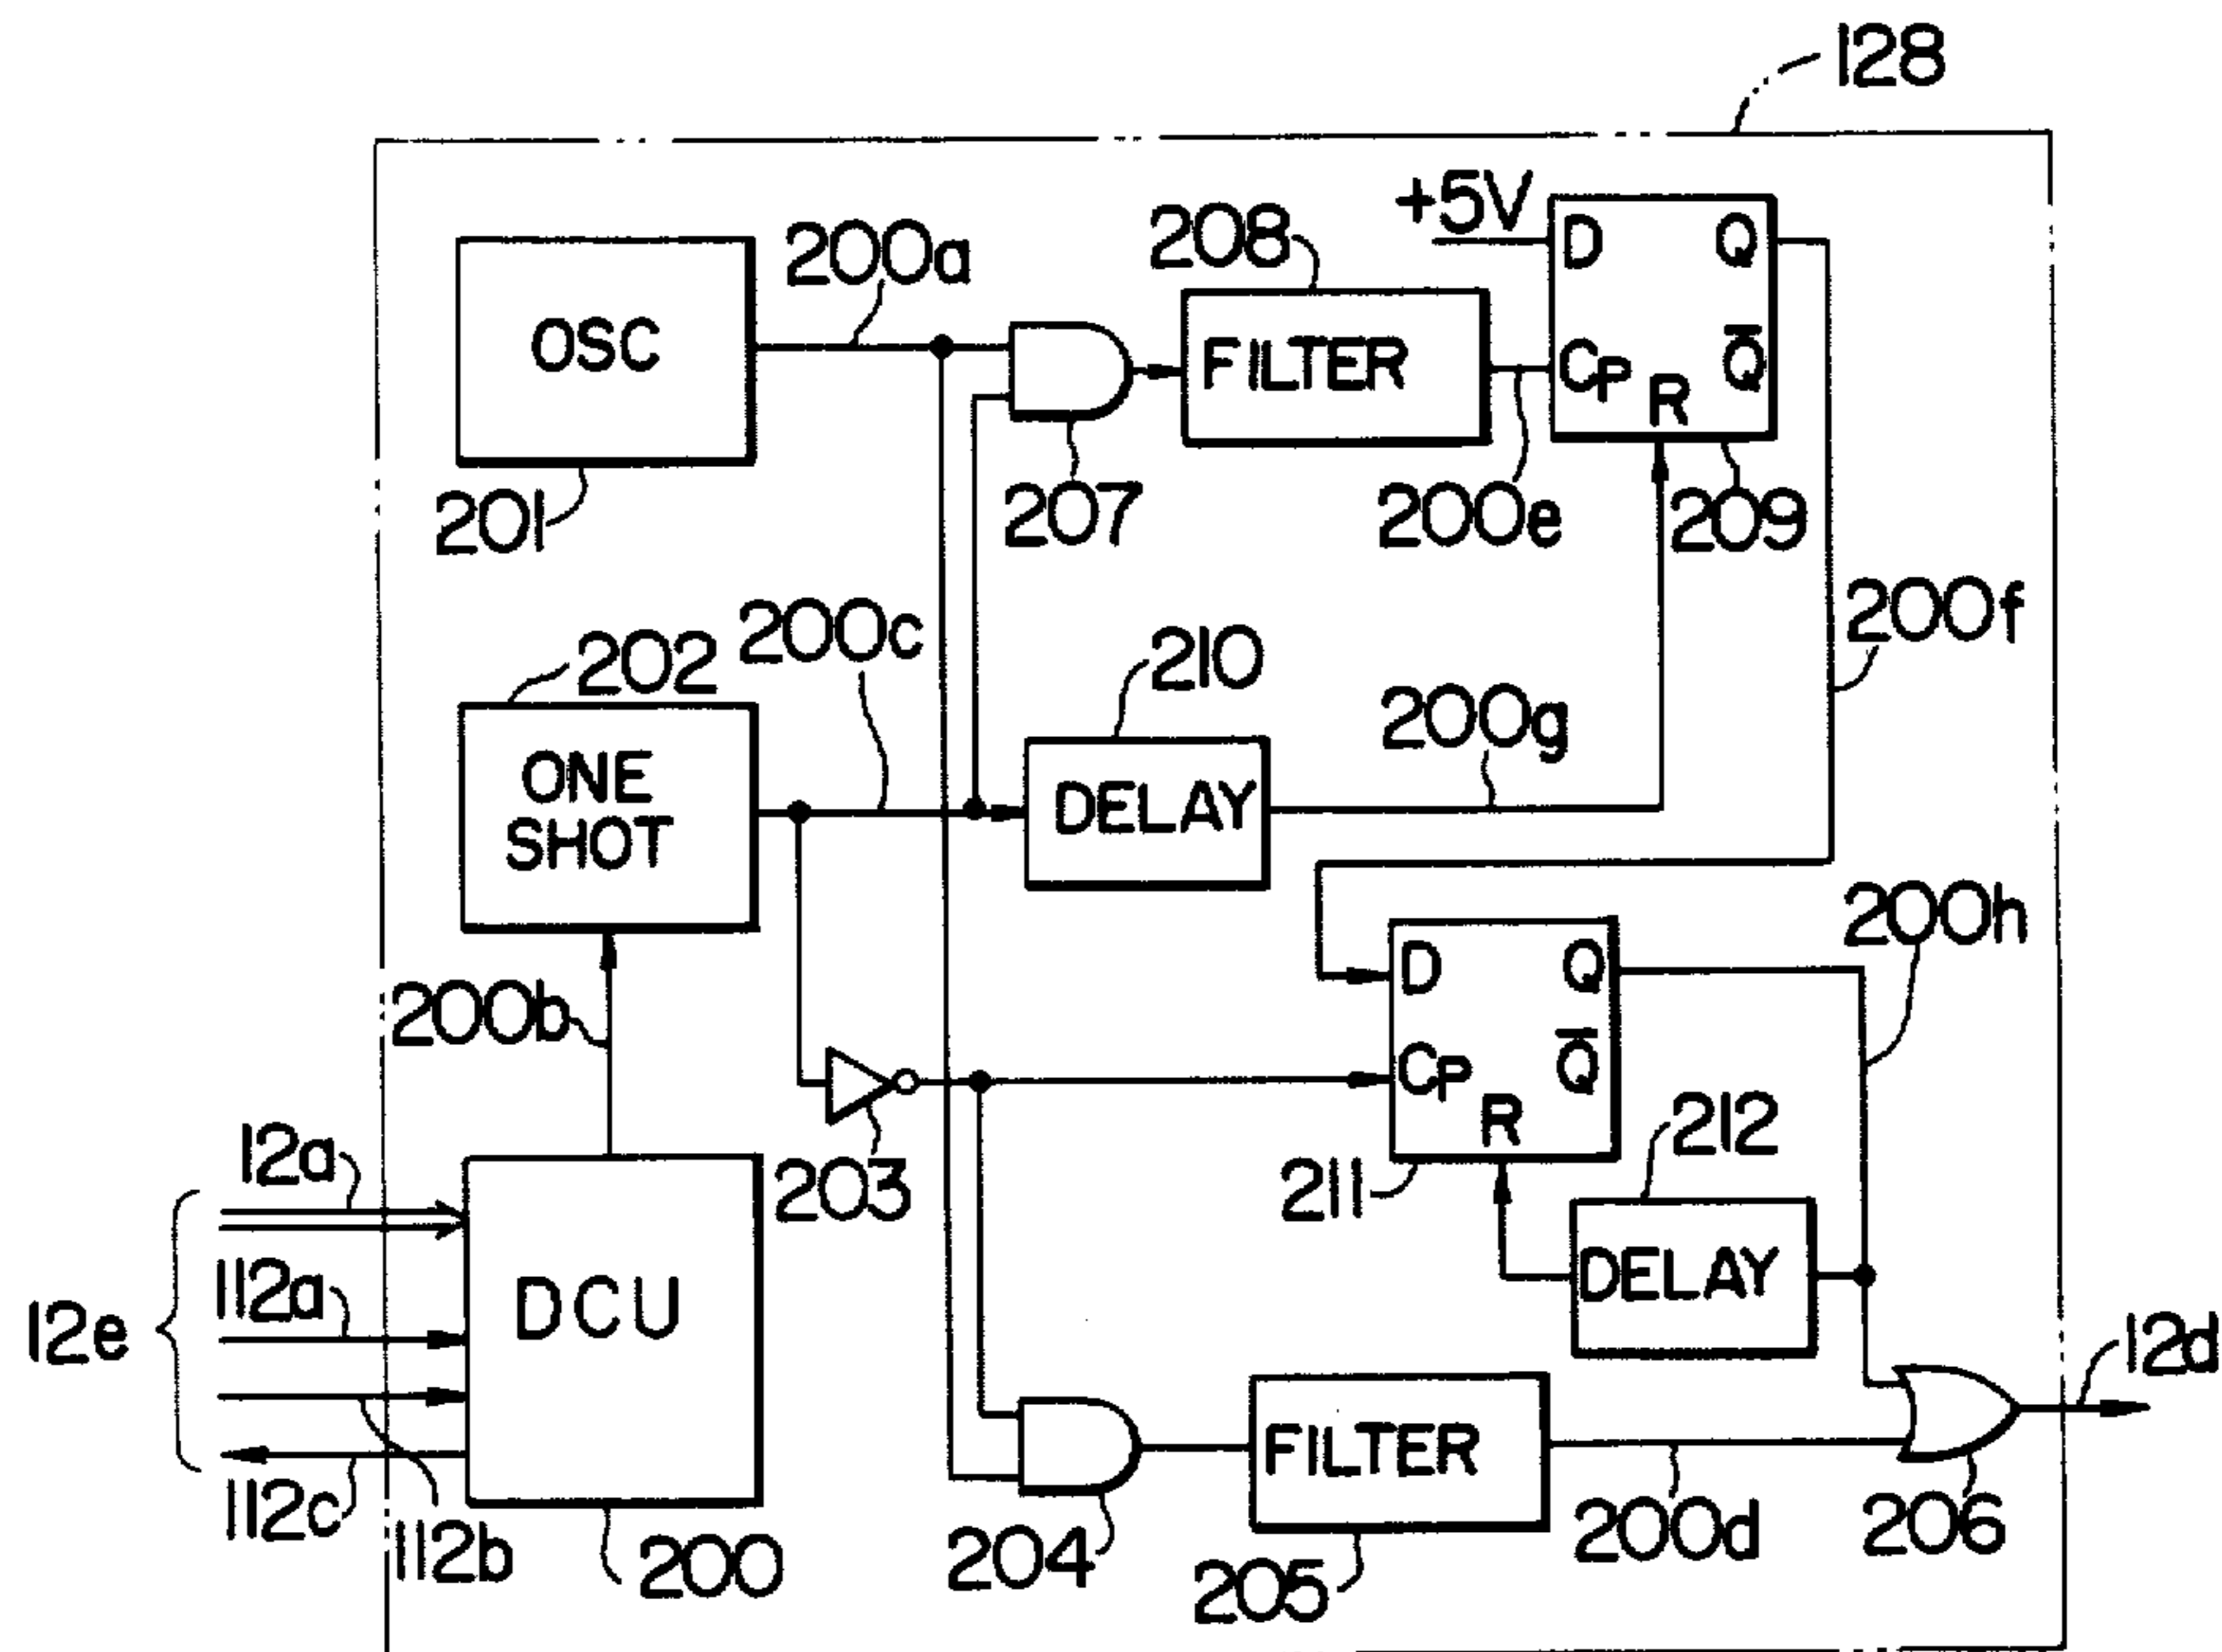 128
+5V
208
D Q
200a
OSC
FILTER
CP R Q̅
201
207
200e
209
200f
202
200c
210
200g
ONE
SHOT
DELAY
200h
D Q
200b
CP R Q̅
212
12a
203
211
112a
DCU
DELAY
12e
12d
FILTER
112c
112b
200
204
205
200d
206